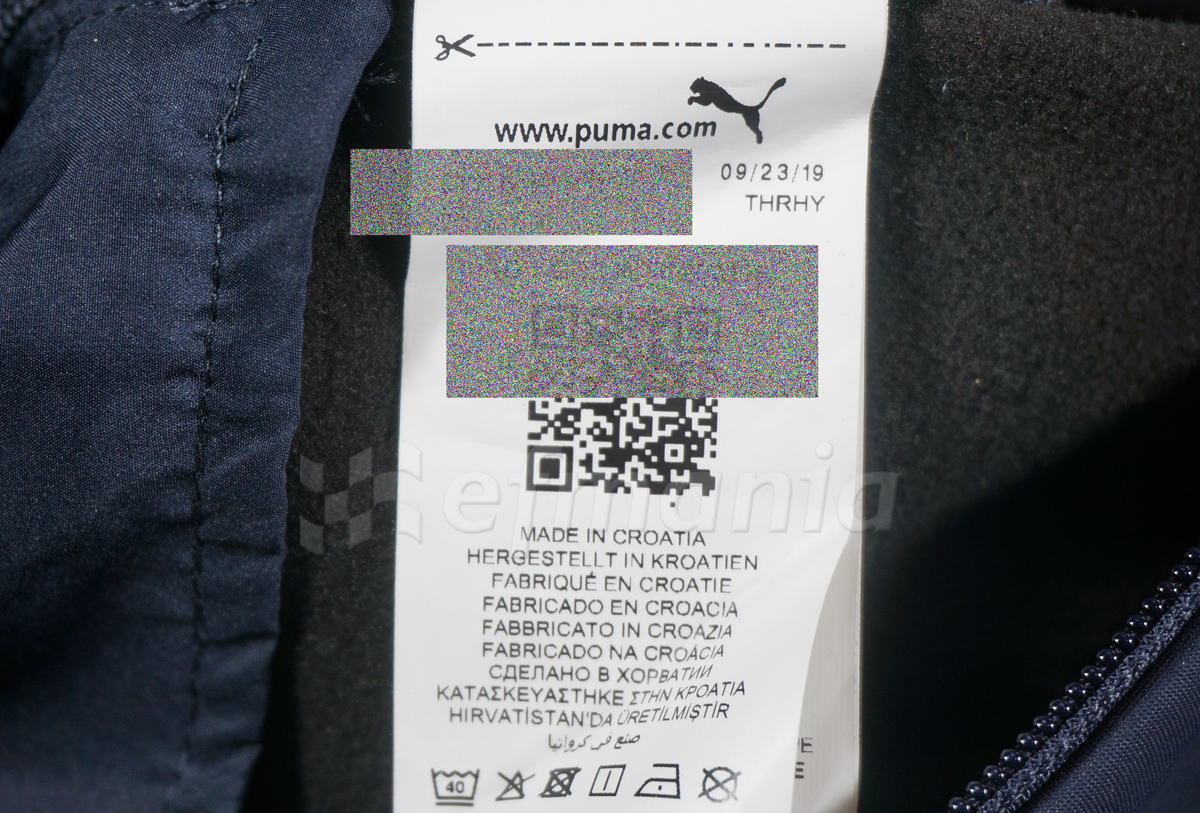 www.puma.com
09/23/19
THRHY
MADE IN CROATIA
HERGESTELLT IN KROATIEN
FABRIQUÉ EN CROATIE
FABRICADO EN CROACIA
FABBRICATO IN CROAZIA
FABRICADO NA CROÁCIA
СДЕЛАНО В ХОРВАТИИ
ΚΑΤΑΣΚΕΥΑΣΤΗΚΕ ΣΤΗΝ ΚΡΟΑΤΙΑ
HIRVATİSTAN'DA ÜRETİLMİŞTİR
صنع في كرواتيا
40